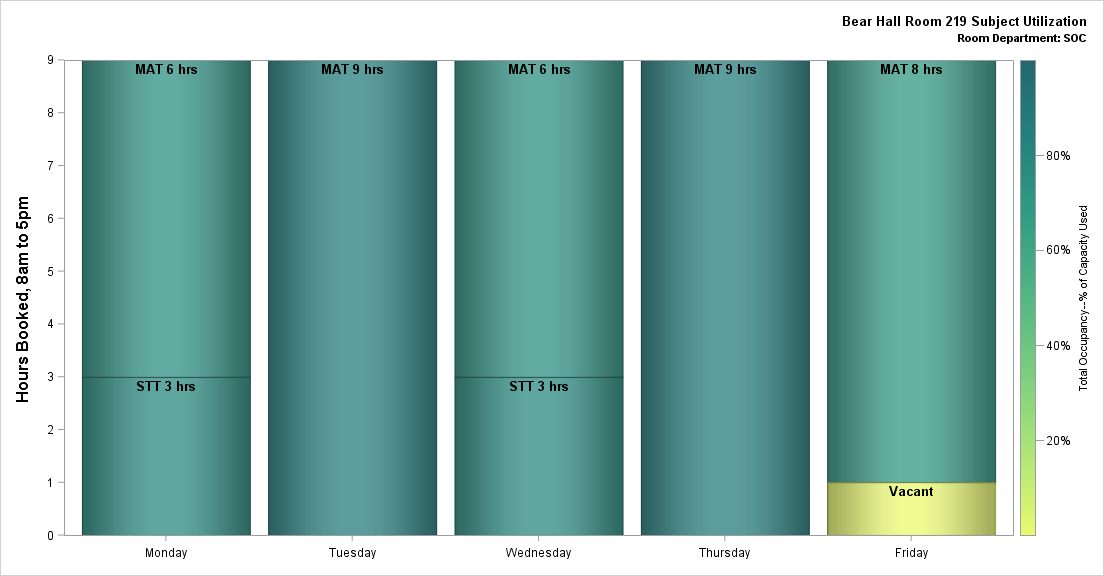 Bear Hall Room 219 Subject Utilization
Room Department: SOC
Hours Booked, 8am to 5pm
9
8
7
6
5
4
3
2
1
0
MAT 6 hrs
STT 3 hrs
MAT 9 hrs
MAT 6 hrs
STT 3 hrs
MAT 9 hrs
MAT 8 hrs
Vacant
Monday
Tuesday
Wednesday
Thursday
Friday
80%
60%
40%
20%
Total Occupancy--% of Capacity Used